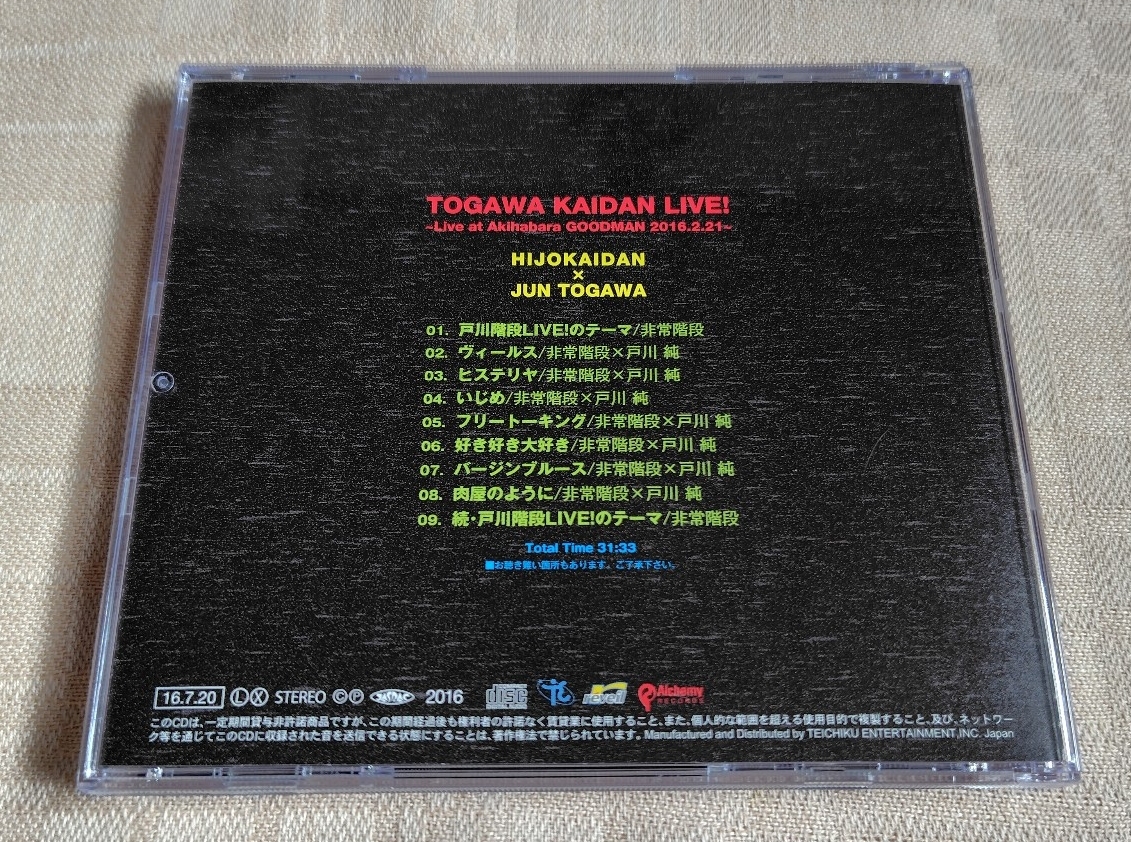 TOGAWA KAIDAN LIVE!
~Live at Akihabara GOODMAN 2016.2.21~
HIJOKAIDAN
×
JUN TOGAWA
01. 戸川階段LIVE!のテーマ/非常階段
02. ヴィールス/非常階段×戸川 純
03. ヒステリヤ/非常階段×戸川 純
04. いじめ/非常階段×戸川 純
05. フリートーキング/非常階段×戸川 純
06. 好き好き大好き/非常階段×戸川 純
07. バージンブルース/非常階段×戸川 純
08. 肉屋のように/非常階段×戸川 純
09. 続・戸川階段LIVE!のテーマ/非常階段
Total Time 31:33
■お聴き難い箇所もあります。ご了承下さい。
16.7.20 Ⓛ Ⓧ STEREO Ⓒ Ⓟ JASRAC 2016 disc Alchemy RECORDS
このCDは、一定期間貸与非許諾商品ですが、この期間経過後も権利者の許諾なく賃貸業に使用すること、また、個人的な範囲を超える使用目的で複製すること、及び、ネットワー
ク等を通じてこのCDに収録された音を送信できる状態にすることは、著作権法で禁じられています。Manufactured and Distributed by TEICHIKU ENTERTAINMENT,INC. Japan